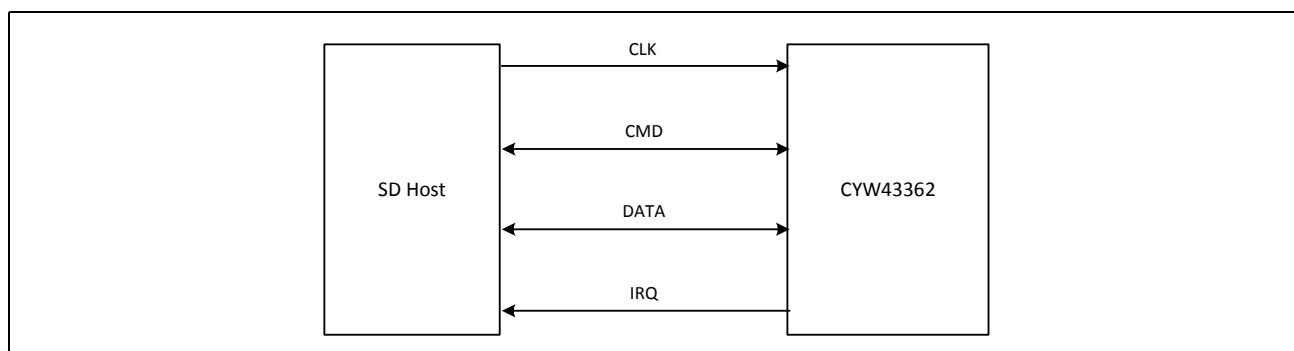 CLK
CMD
SD Host
CYW43362
DATA
IRQ